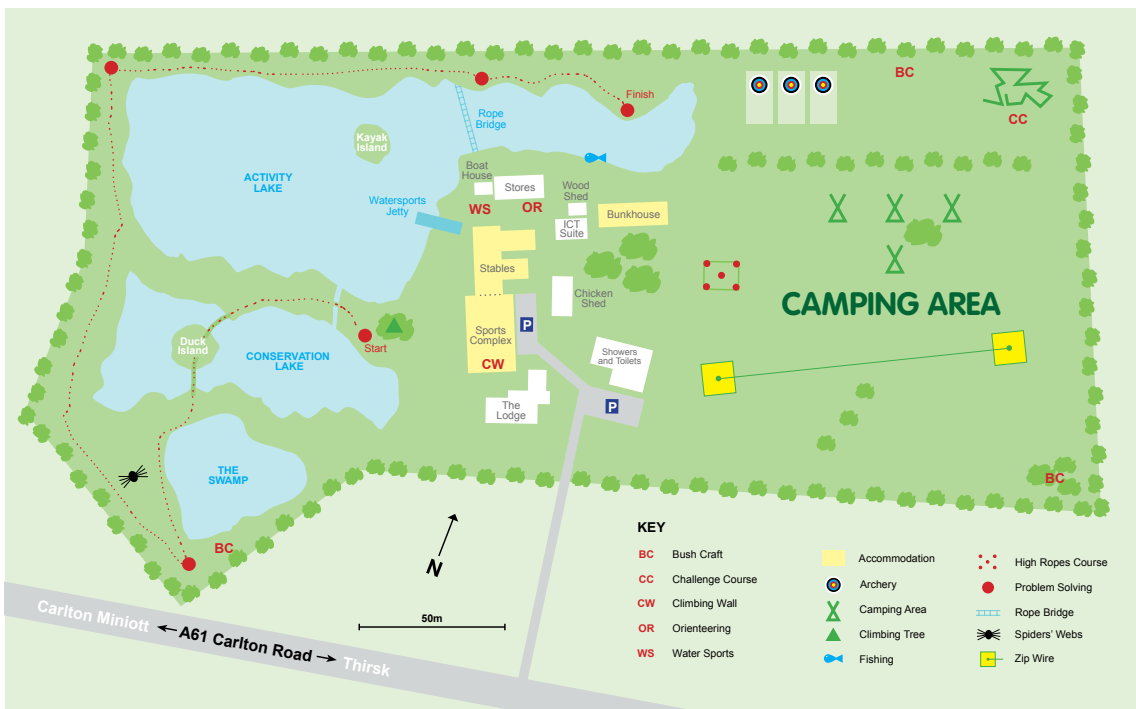 BC
CC
Finish
Rope
Bridge
Kayak
Island
ACTIVITY
LAKE
Boat
House
Stores
Wood
Shed
Watersports
Jetty
WS
OR
Bunkhouse
ICT
Suite
Stables
Chicken
Shed
CAMPING AREA
Sports
Complex
P
CW
Duck
Island
CONSERVATION
LAKE
Start
Showers
and Toilets
The
Lodge
P
THE
SWAMP
BC
BC
N
50m
Carlton Miniott
A61 Carlton Road
Thirsk
KEY
BC Bush Craft
CC Challenge Course
CW Climbing Wall
OR Orienteering
WS Water Sports
Accommodation
Archery
Camping Area
Climbing Tree
Fishing
High Ropes Course
Problem Solving
Rope Bridge
Spiders' Webs
Zip Wire